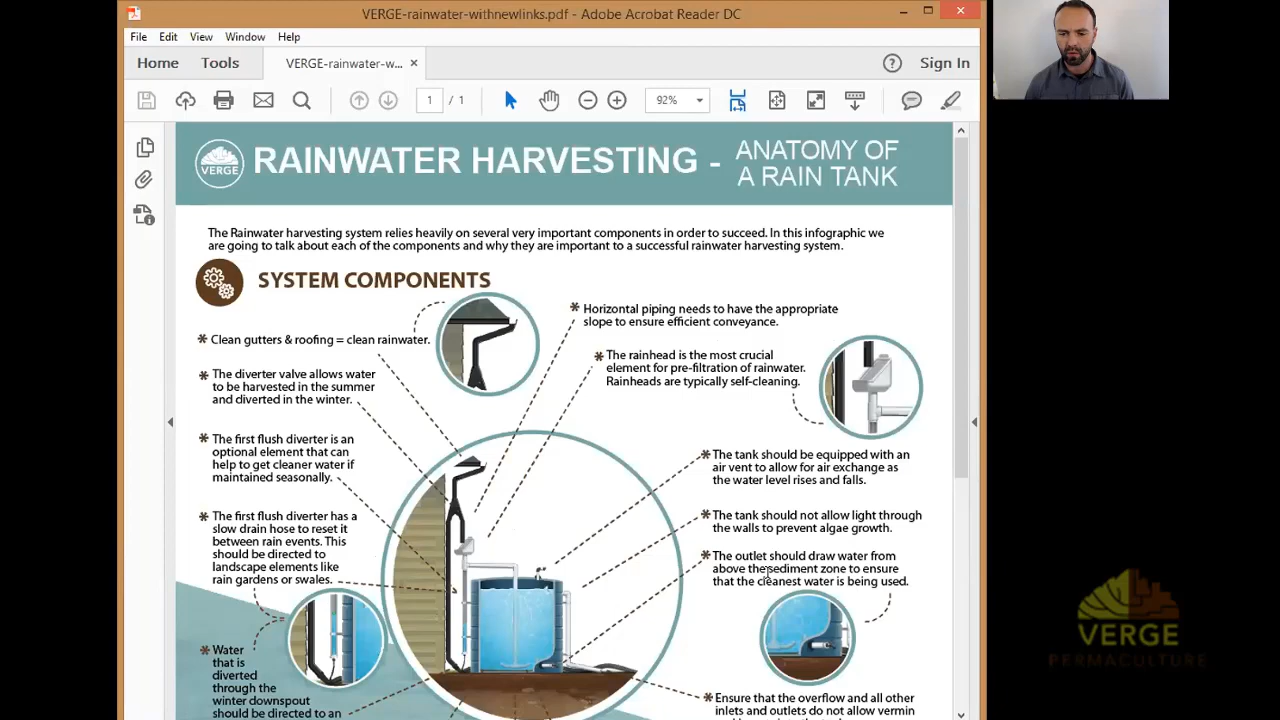 VERGE-rainwater-withnewlinks.pdf - Adobe Acrobat Reader DC
File Edit View Window Help
Home Tools VERGE-rainwater-w... × Sign In
1 / 1 92%
VERGE
RAINWATER HARVESTING -
ANATOMY OF
A RAIN TANK
The Rainwater harvesting system relies heavily on several very important components in order to succeed. In this infographic we
are going to talk about each of the components and why they are important to a successful rainwater harvesting system.
SYSTEM COMPONENTS
* Clean gutters & roofing = clean rainwater.
* The diverter valve allows water
to be harvested in the summer
and diverted in the winter.
* The first flush diverter is an
optional element that can
help to get cleaner water if
maintained seasonally.
* The first flush diverter has a
slow drain hose to reset it
between rain events. This
should be directed to
landscape elements like
rain gardens or swales.
* Water
that is
diverted
through the
winter downspout
should be directed to an
* Horizontal piping needs to have the appropriate
slope to ensure efficient conveyance.
* The rainhead is the most crucial
element for pre-filtration of rainwater.
Rainheads are typically self-cleaning.
* The tank should be equipped with an
air vent to allow for air exchange as
the water level rises and falls.
* The tank should not allow light through
the walls to prevent algae growth.
* The outlet should draw water from
above the sediment zone to ensure
that the cleanest water is being used.
* Ensure that the overflow and all other
inlets and outlets do not allow vermin
VERGE
PERMACULTURE